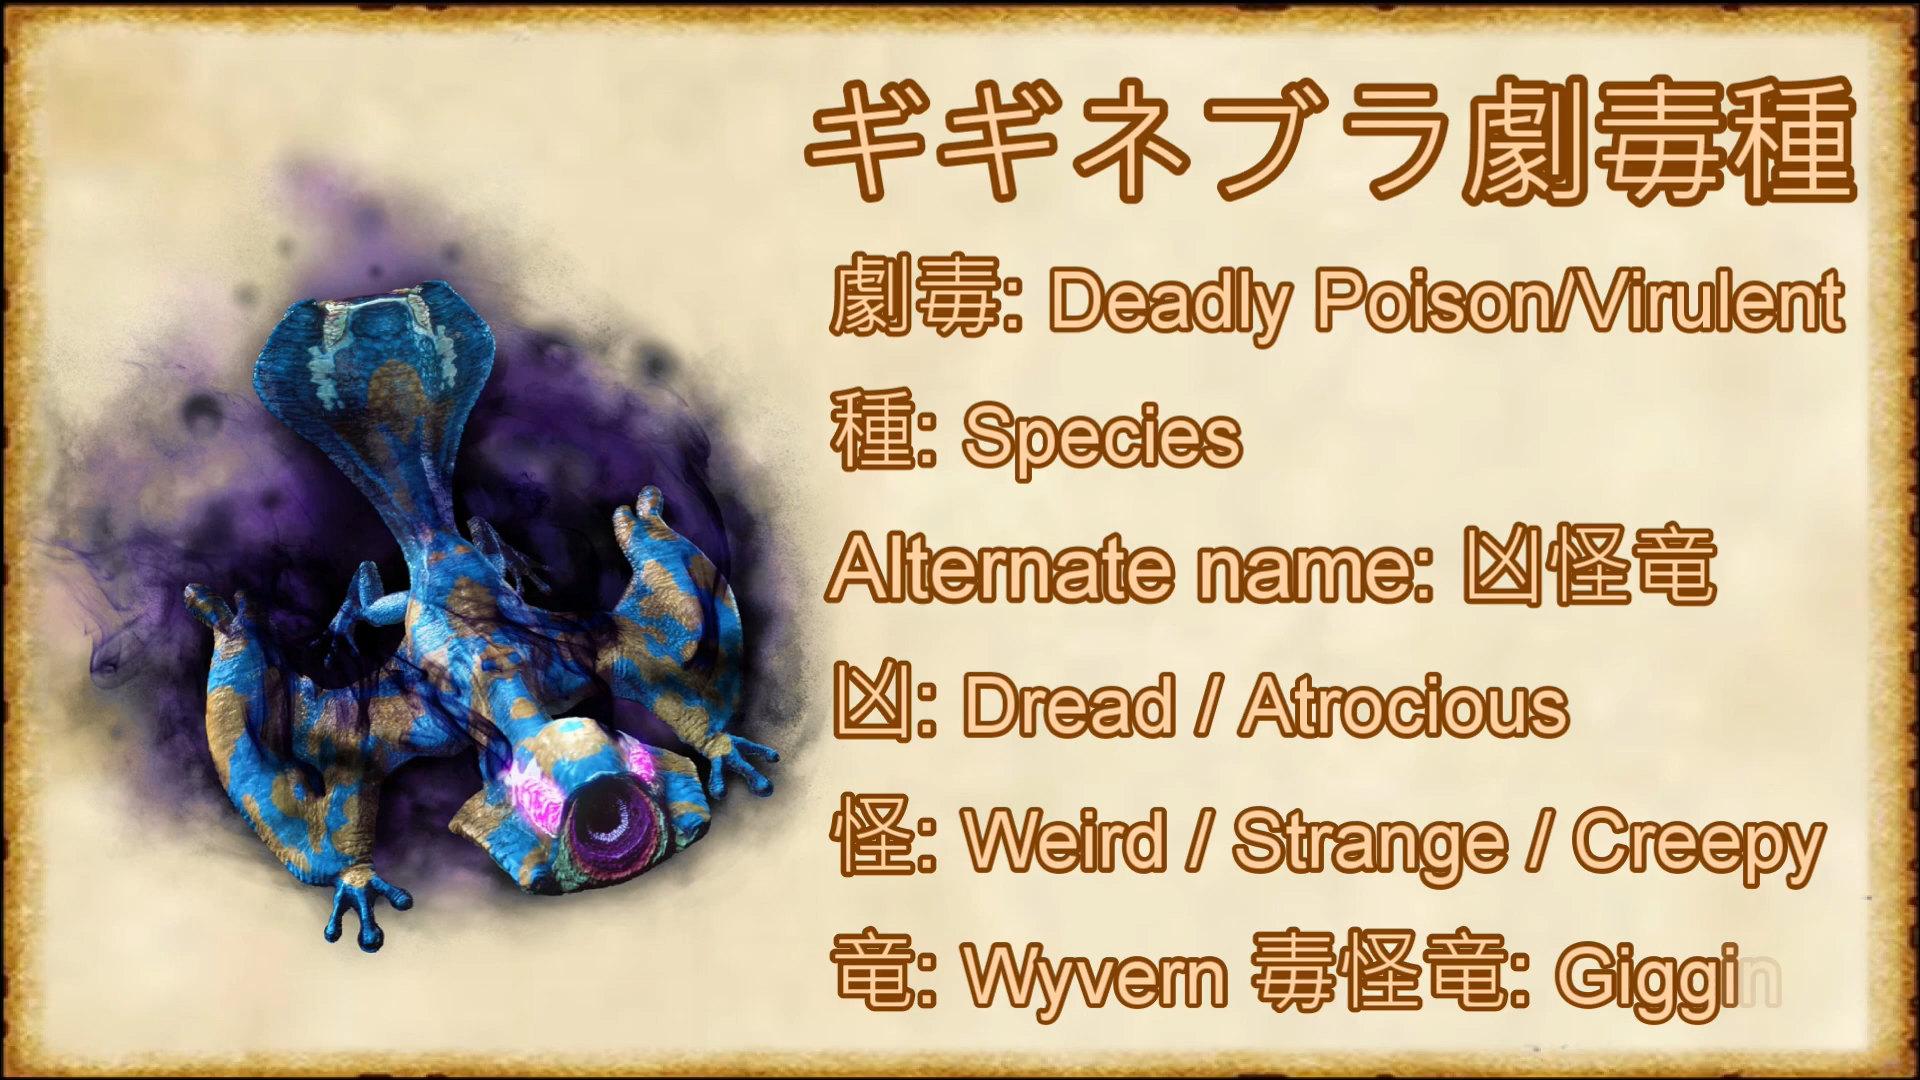 ギギネブラ劇毒種
劇毒: Deadly Poison/Virulent
種: Species
Alternate name: 凶怪竜
凶: Dread / Atrocious
怪: Weird / Strange / Creepy
竜: Wyvern 毒怪竜: Giggin